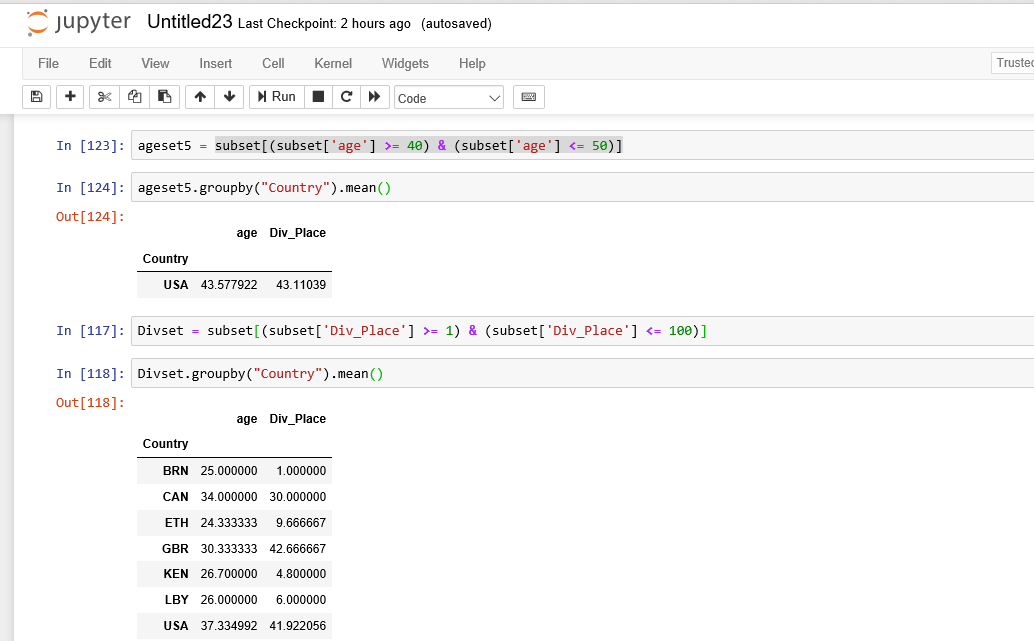 jupyter Untitled23 Last Checkpoint: 2 hours ago (autosaved)
File Edit View Insert Cell Kernel Widgets Help
Run Code
In [123]: ageset5 = subset[(subset['age'] >= 40) & (subset['age'] <= 50)]
In [124]: ageset5.groupby("Country").mean()
Out[124]:
age Div_Place
Country
USA 43.577922 43.11039
In [117]: Divset = subset[(subset['Div_Place'] >= 1) & (subset['Div_Place'] <= 100)]
In [118]: Divset.groupby("Country").mean()
Out[118]:
age Div_Place
Country
BRN 25.000000 1.000000
CAN 34.000000 30.000000
ETH 24.333333 9.666667
GBR 30.333333 42.666667
KEN 26.700000 4.800000
LBY 26.000000 6.000000
USA 37.334992 41.922056